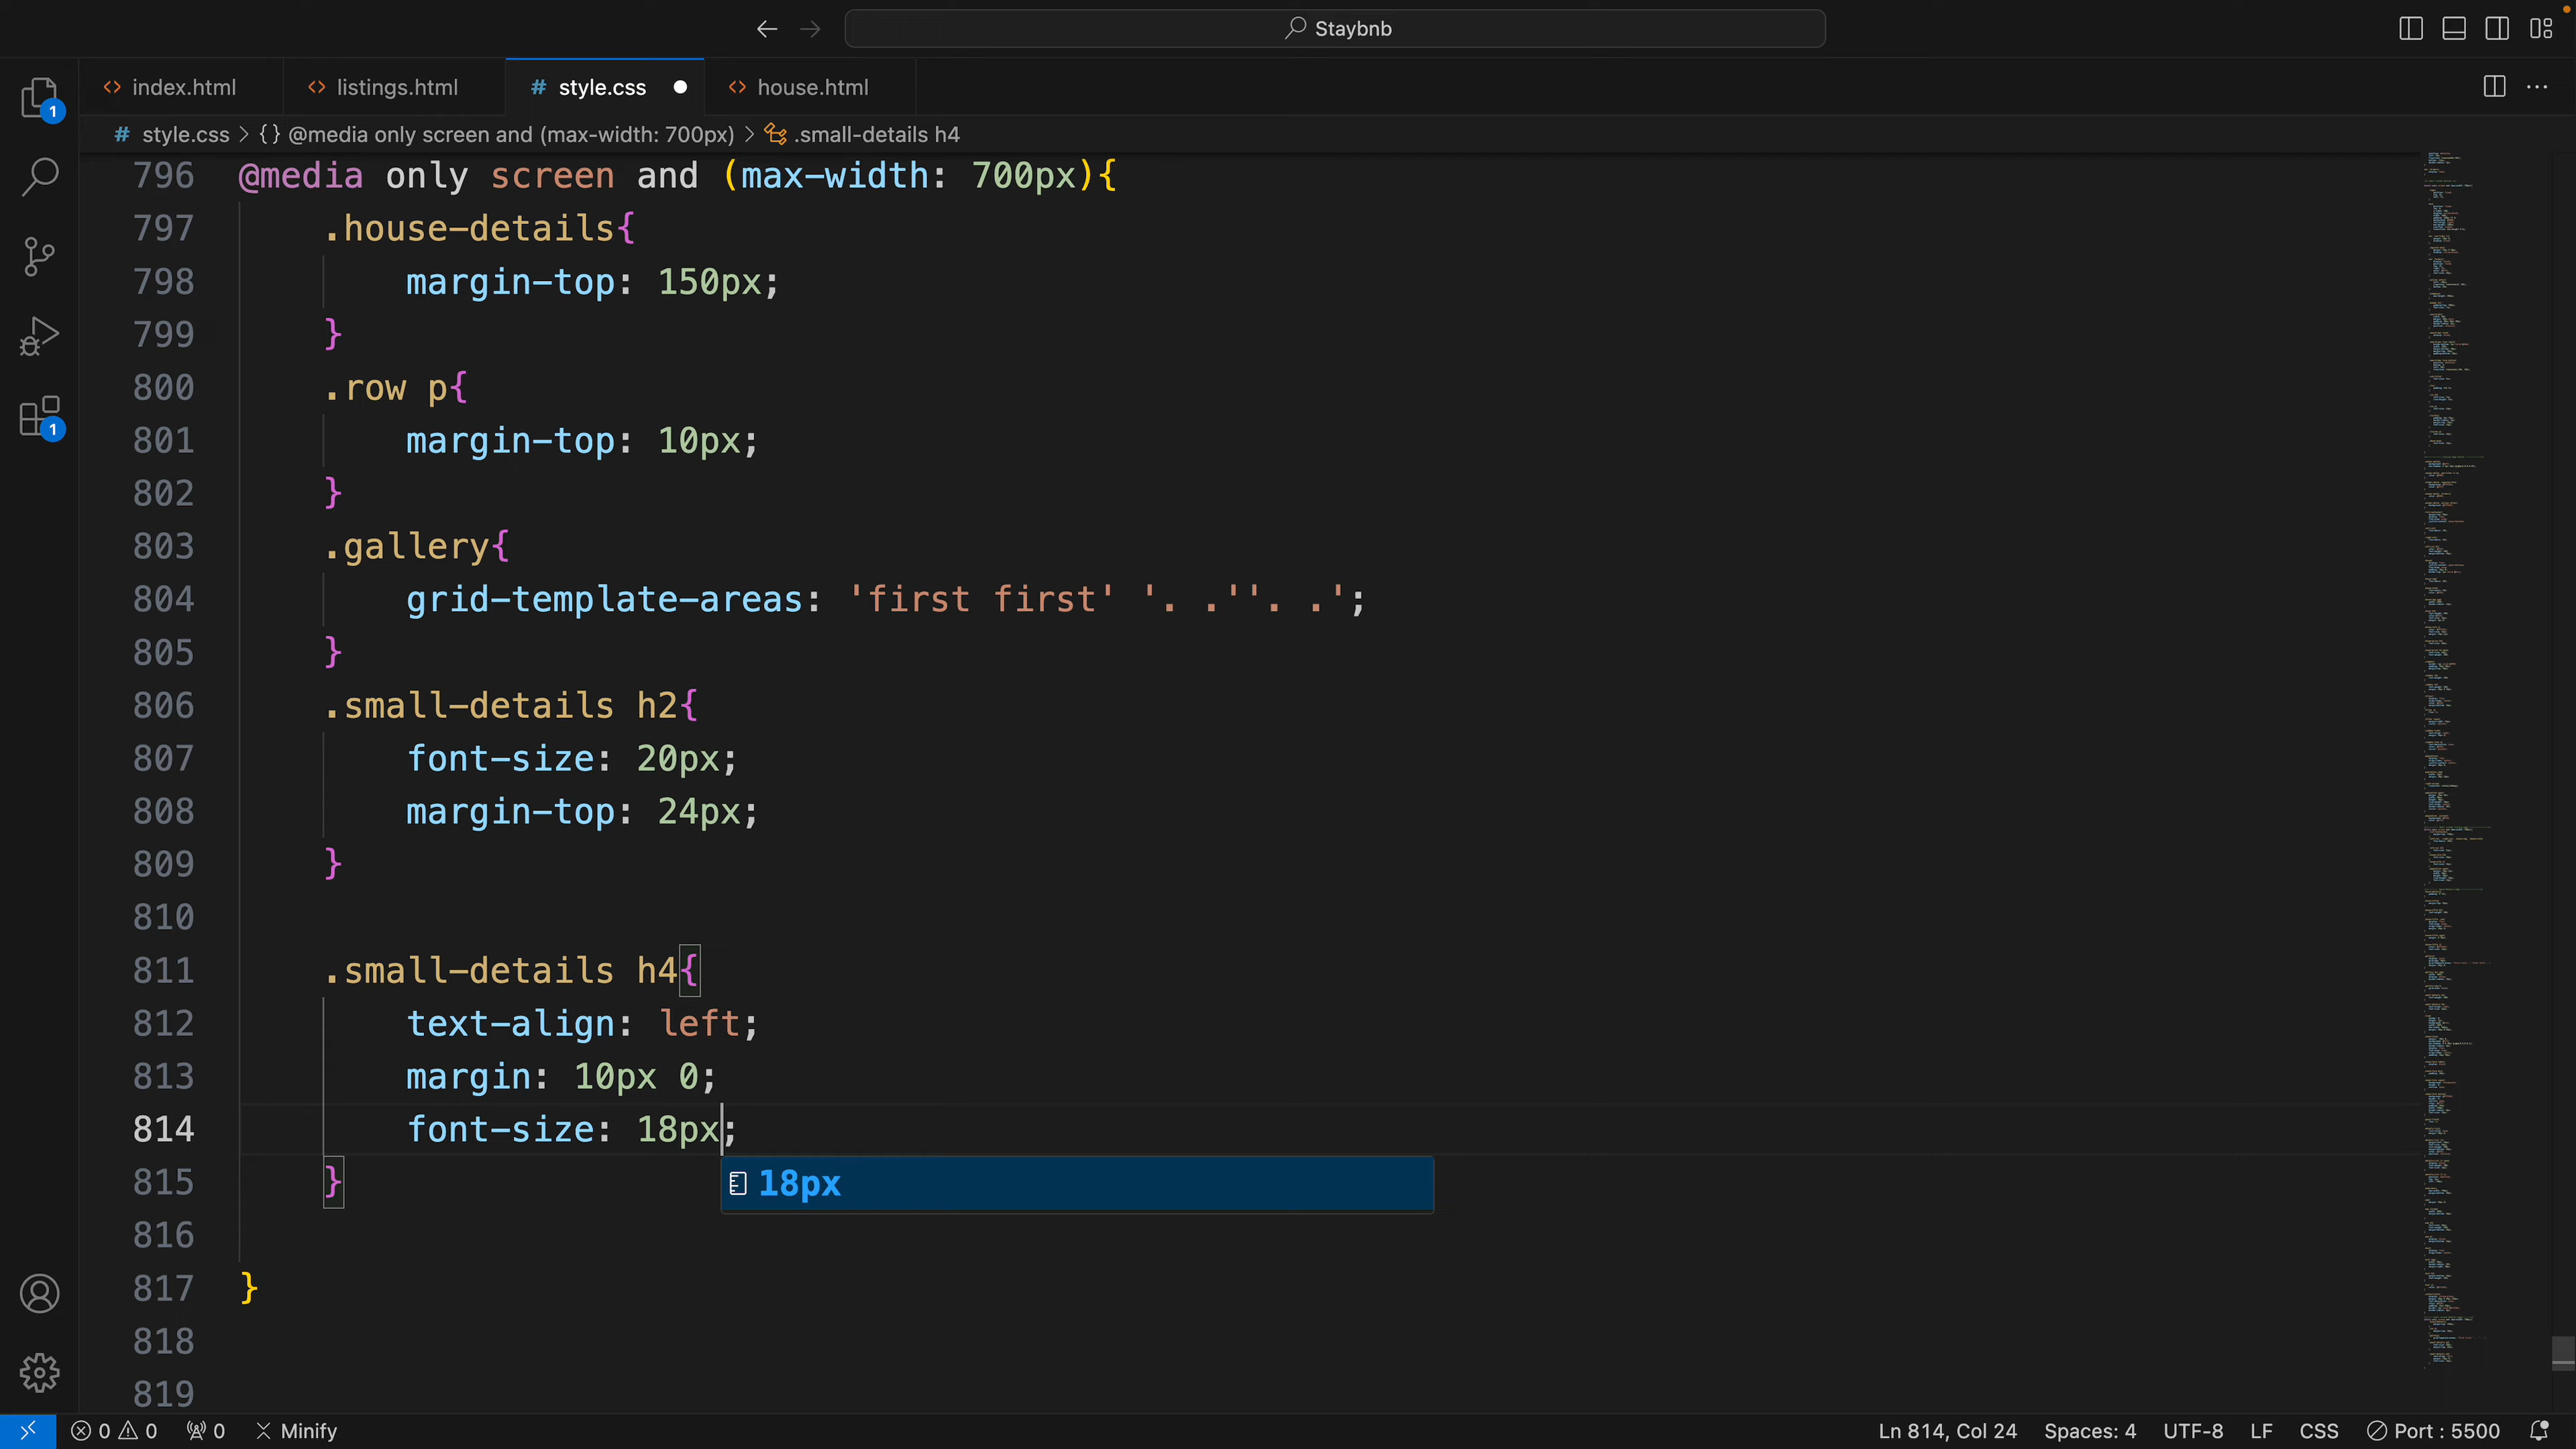 Staybnb
index.html
listings.html
style.css
house.html
style.css > {} @media only screen and (max-width: 700px) > .small-details h4
796 @media only screen and (max-width: 700px){
797 .house-details{
798 margin-top: 150px;
799 }
800 .row p{
801 margin-top: 10px;
802 }
803 .gallery{
804 grid-template-areas: 'first first' '. .''. .';
805 }
806 .small-details h2{
807 font-size: 20px;
808 margin-top: 24px;
809 }
810
811 .small-details h4{
812 text-align: left;
813 margin: 10px 0;
814 font-size: 18px;
815 }
18px
816
817 }
818
819
1
1
0 0 0 Minify
Ln 814, Col 24 Spaces: 4 UTF-8 LF CSS Port : 5500